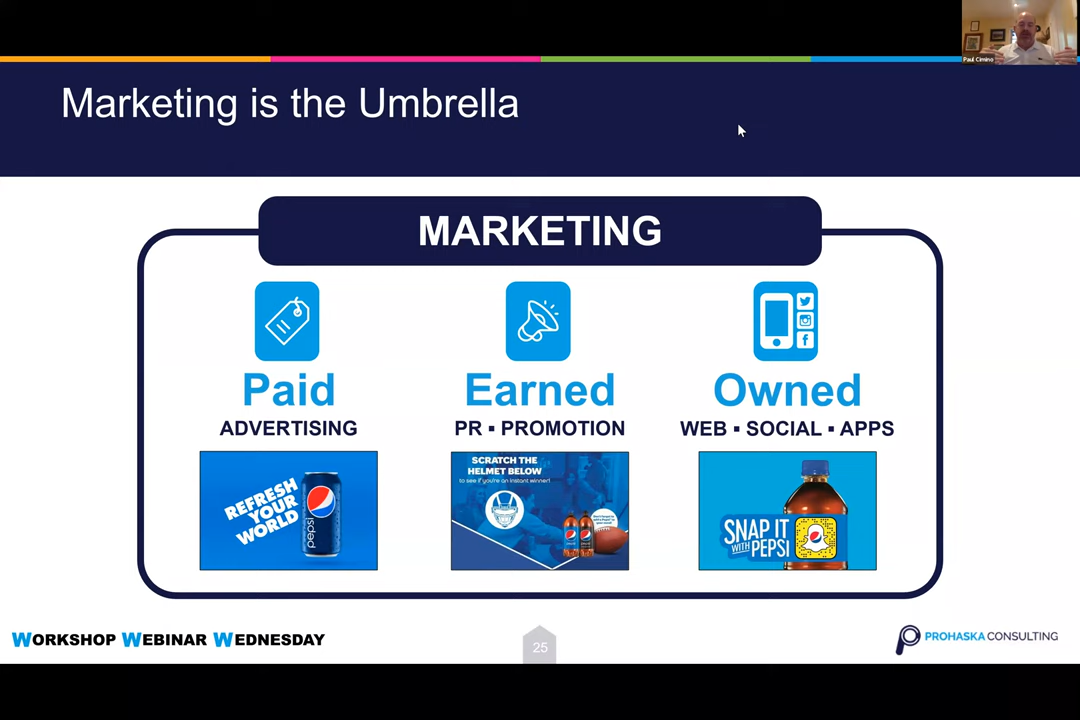 Paul Cimino
Marketing is the Umbrella
MARKETING
Paid
ADVERTISING
REFRESH
YOUR
WORLD
pepsi
Earned
PR ▪ PROMOTION
SCRATCH THE
HELMET BELOW
to see if you're an instant winner!
Owned
WEB ▪ SOCIAL ▪ APPS
SNAP IT
WITH PEPSI
WORKSHOP WEBINAR WEDNESDAY
25
PROHASKA CONSULTING